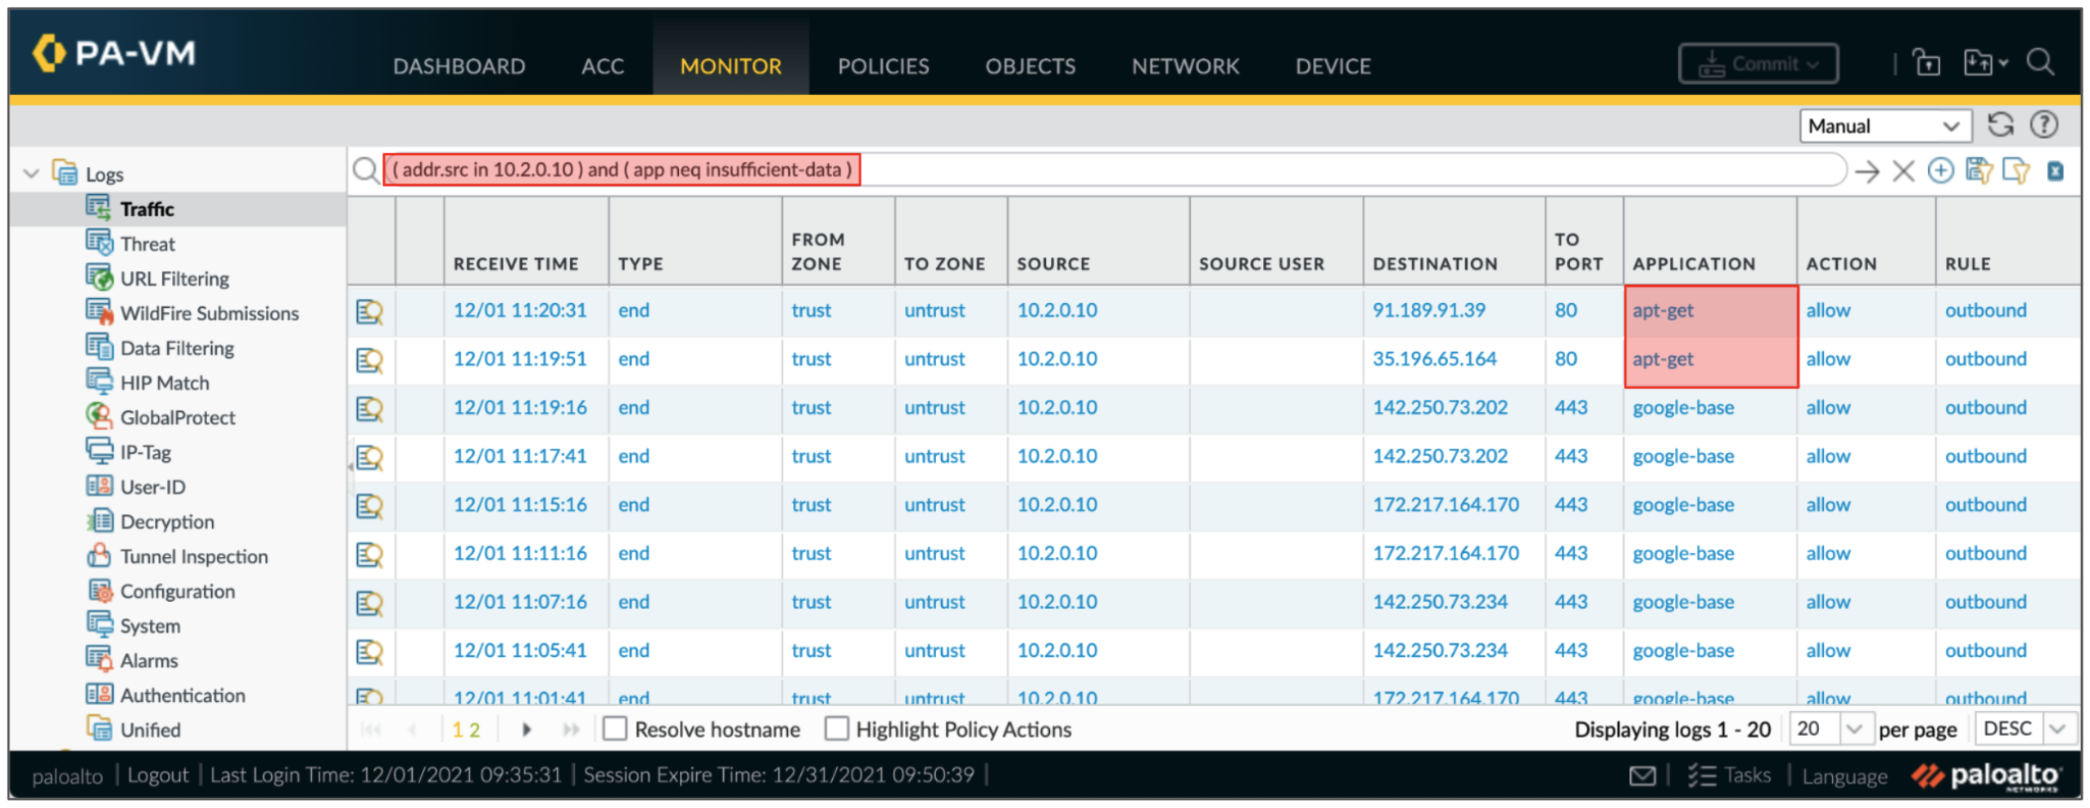 PA-VM
DASHBOARD ACC MONITOR POLICIES OBJECTS NETWORK DEVICE Commit
Manual
Logs
Traffic
Threat
URL Filtering
WildFire Submissions
Data Filtering
HIP Match
GlobalProtect
IP-Tag
User-ID
Decryption
Tunnel Inspection
Configuration
System
Alarms
Authentication
Unified
( addr.src in 10.2.0.10 ) and ( app neq insufficient-data )
RECEIVE TIME TYPE FROM ZONE TO ZONE SOURCE SOURCE USER DESTINATION TO PORT APPLICATION ACTION RULE
12/01 11:20:31 end trust untrust 10.2.0.10 91.189.91.39 80 apt-get allow outbound
12/01 11:19:51 end trust untrust 10.2.0.10 35.196.65.164 80 apt-get allow outbound
12/01 11:19:16 end trust untrust 10.2.0.10 142.250.73.202 443 google-base allow outbound
12/01 11:17:41 end trust untrust 10.2.0.10 142.250.73.202 443 google-base allow outbound
12/01 11:15:16 end trust untrust 10.2.0.10 172.217.164.170 443 google-base allow outbound
12/01 11:11:16 end trust untrust 10.2.0.10 172.217.164.170 443 google-base allow outbound
12/01 11:07:16 end trust untrust 10.2.0.10 142.250.73.234 443 google-base allow outbound
12/01 11:05:41 end trust untrust 10.2.0.10 142.250.73.234 443 google-base allow outbound
12/01 11:01:41 end trust untrust 10.2.0.10 172.217.164.170 443 google-base allow outbound
1 2 Resolve hostname Highlight Policy Actions Displaying logs 1 - 20 20 per page DESC
paloalto | Logout | Last Login Time: 12/01/2021 09:35:31 | Session Expire Time: 12/31/2021 09:50:39 | Tasks | Language paloalto NETWORKS